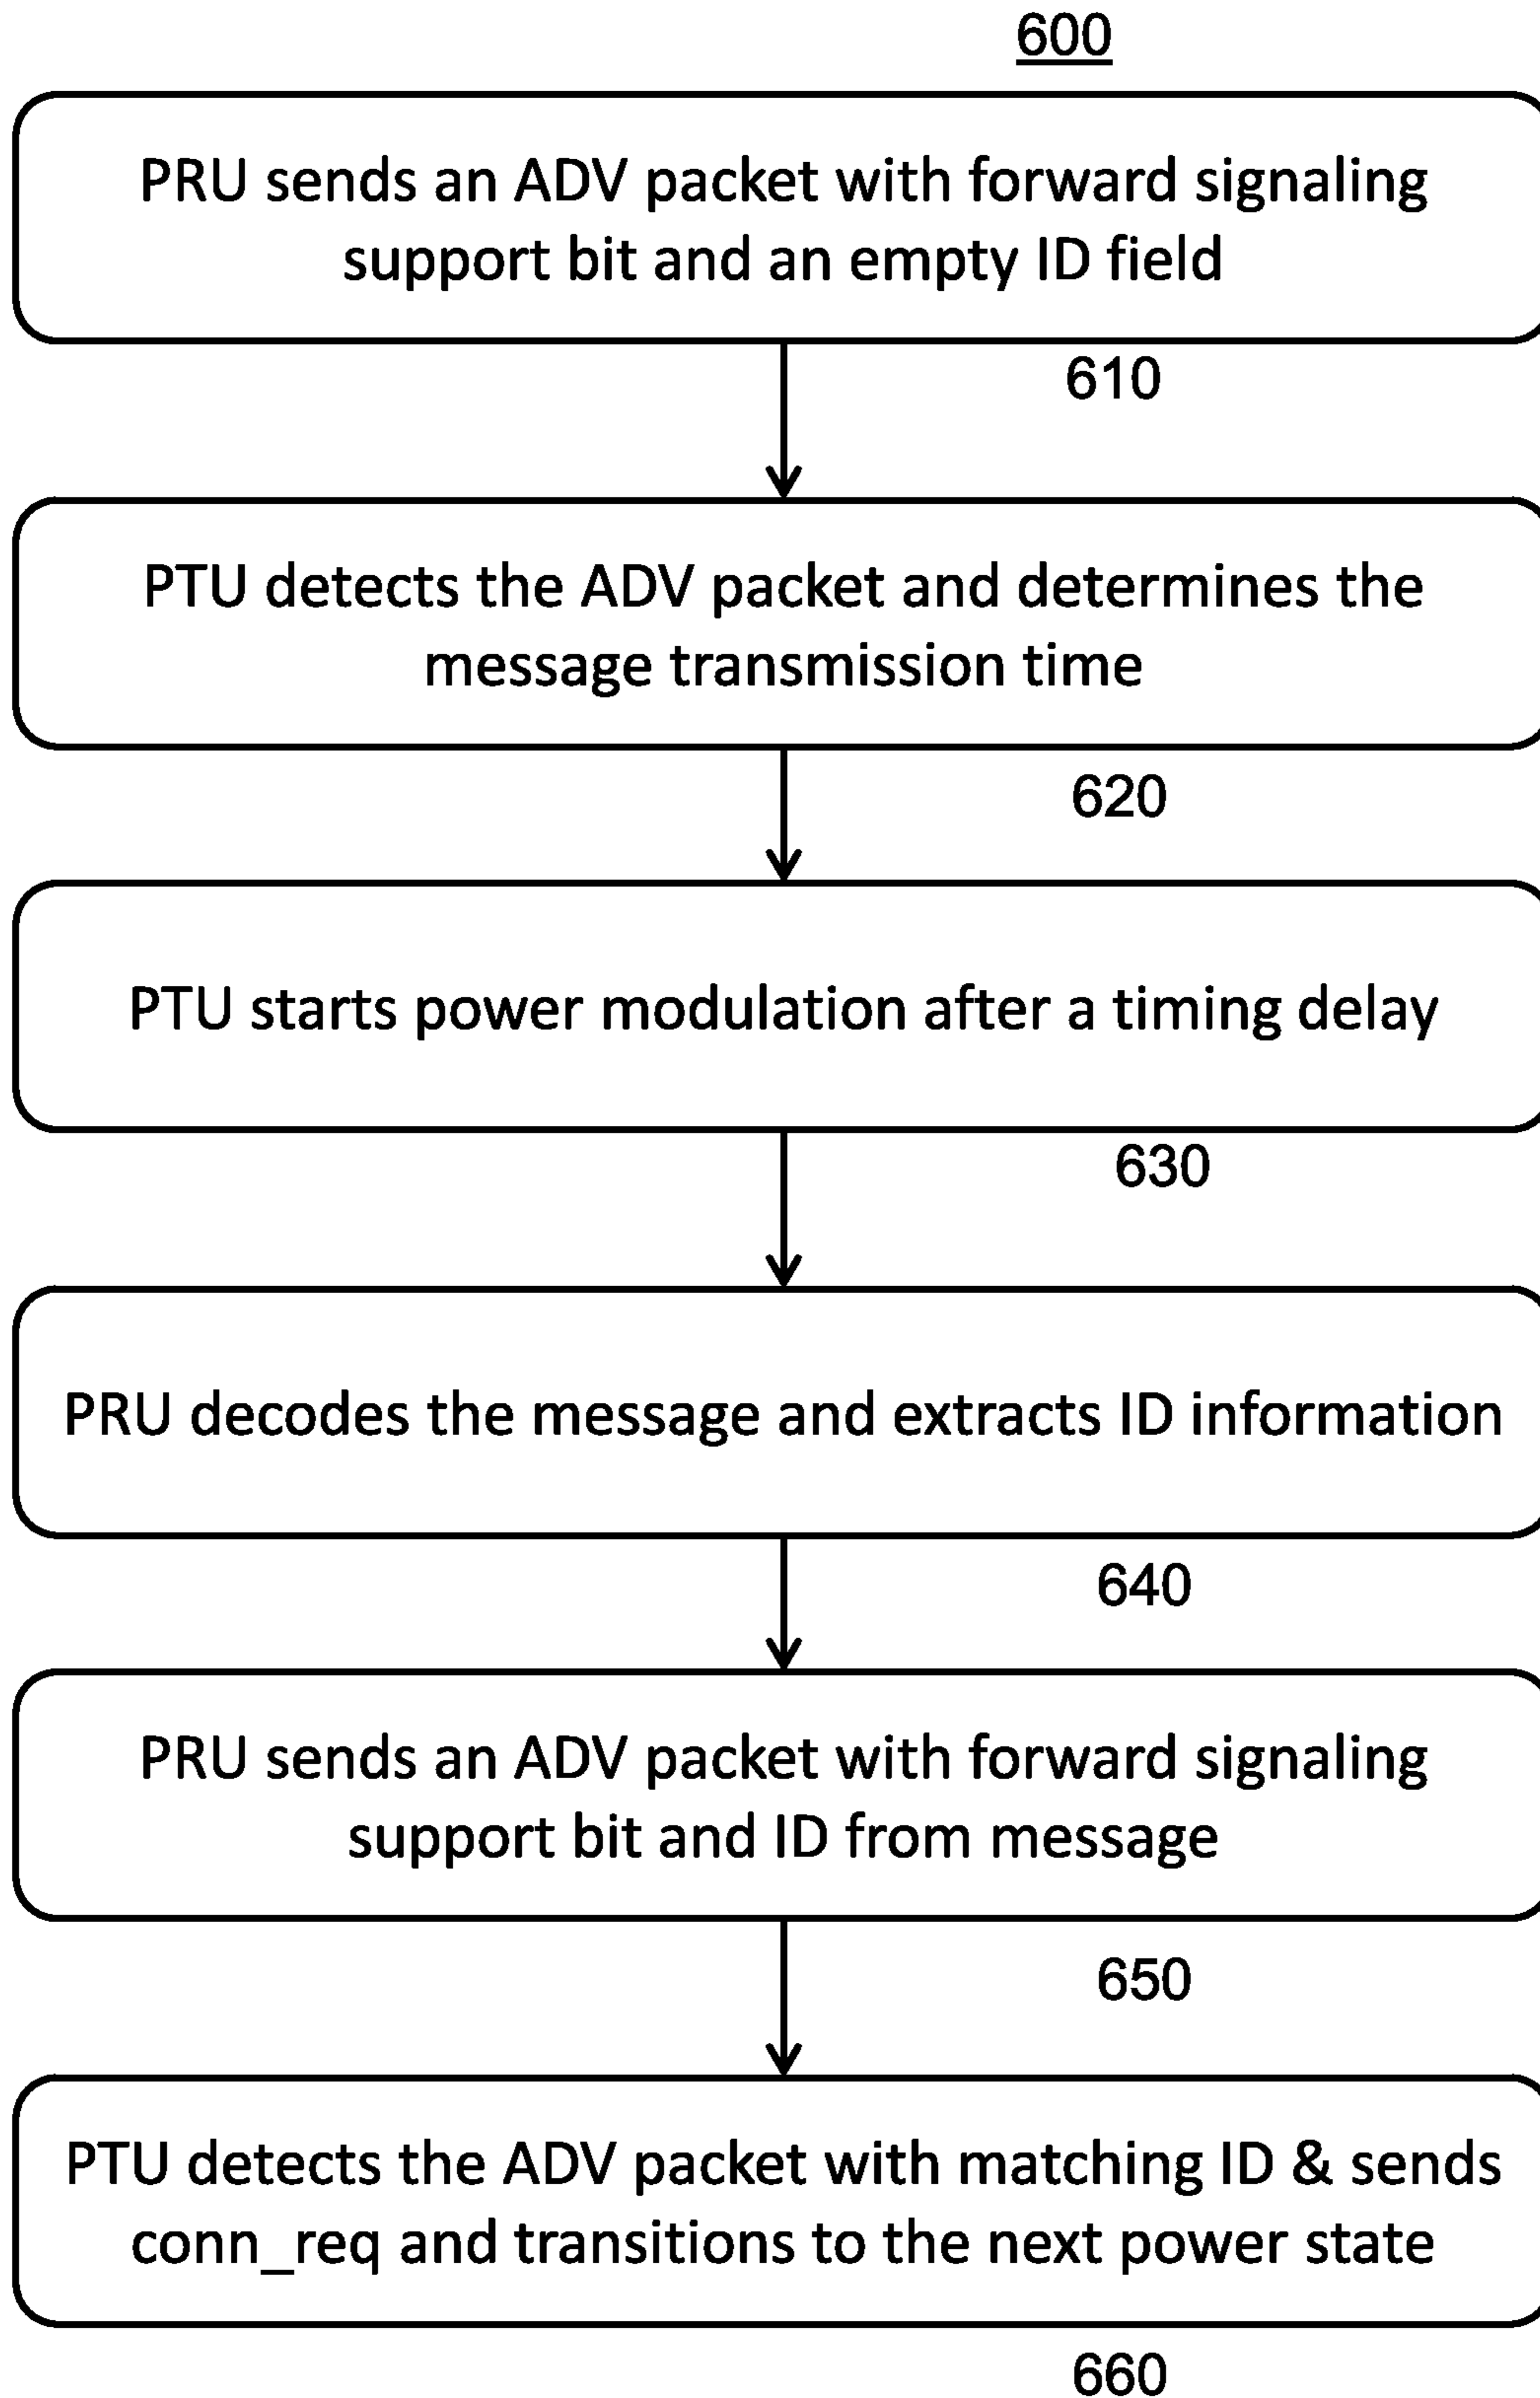 600
PRU sends an ADV packet with forward signaling
support bit and an empty ID field
610
PTU detects the ADV packet and determines the
message transmission time
620
PTU starts power modulation after a timing delay
630
PRU decodes the message and extracts ID information
640
PRU sends an ADV packet with forward signaling
support bit and ID from message
650
PTU detects the ADV packet with matching ID & sends
conn_req and transitions to the next power state
660